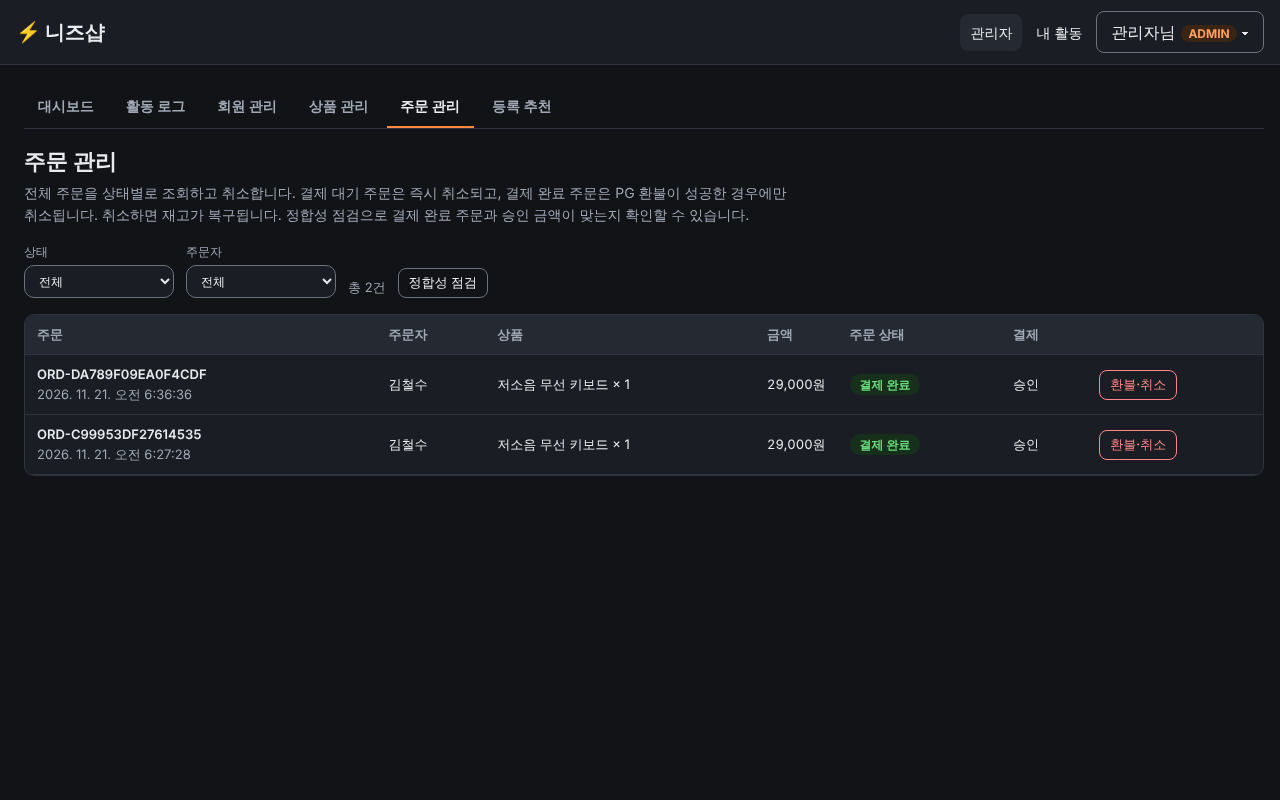 ⚡ 니즈샵
관리자 내 활동 관리자님 ADMIN
대시보드 활동 로그 회원 관리 상품 관리 주문 관리 등록 추천
주문 관리
전체 주문을 상태별로 조회하고 취소합니다. 결제 대기 주문은 즉시 취소되고, 결제 완료 주문은 PG 환불이 성공한 경우에만
취소됩니다. 취소하면 재고가 복구됩니다. 정합성 점검으로 결제 완료 주문과 승인 금액이 맞는지 확인할 수 있습니다.
상태 주문자
전체 전체 총 2건 정합성 점검
주문 주문자 상품 금액 주문 상태 결제
ORD-DA789F09EA0F4CDF
2026. 11. 21. 오전 6:36:36
김철수 저소음 무선 키보드 × 1 29,000원 결제 완료 승인 환불·취소
ORD-C99953DF27614535
2026. 11. 21. 오전 6:27:28
김철수 저소음 무선 키보드 × 1 29,000원 결제 완료 승인 환불·취소